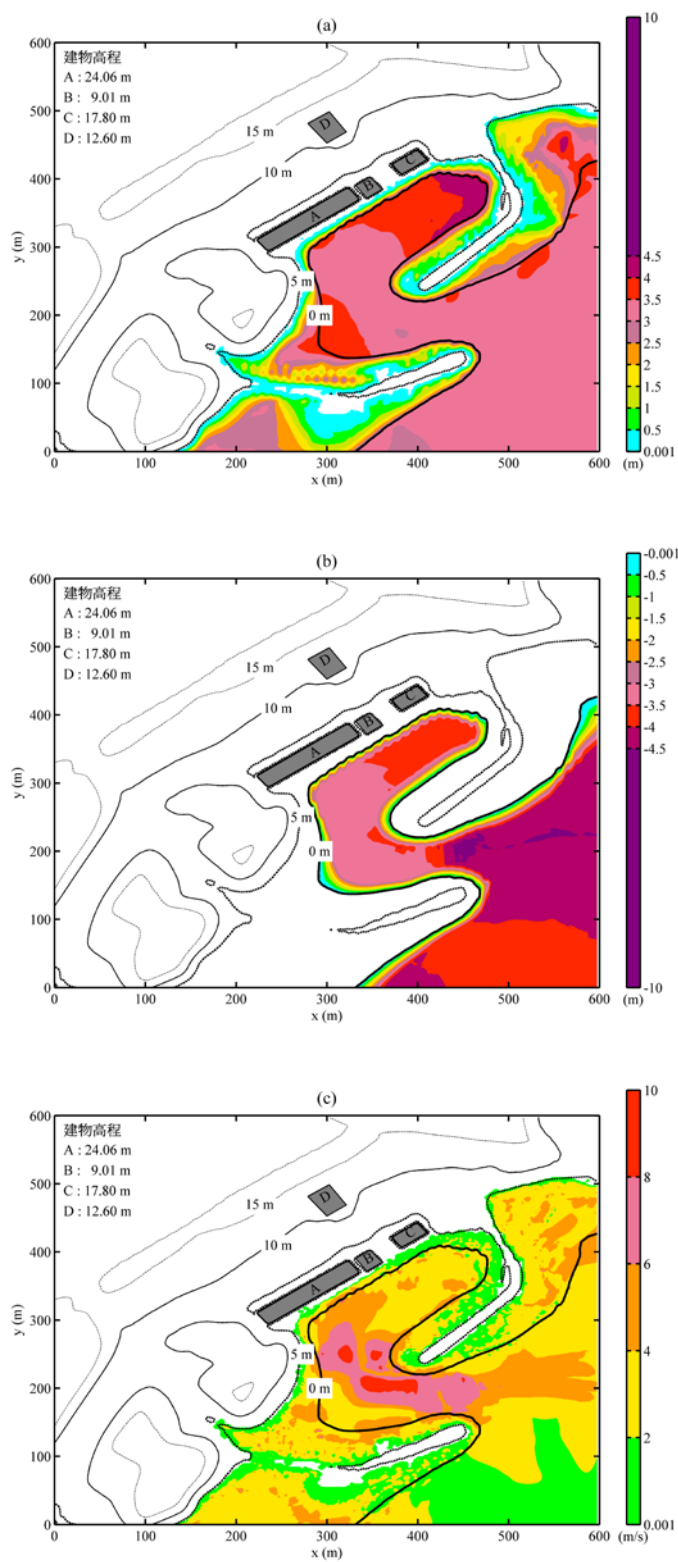 (a)
建物高程
A : 24.06 m
B :   9.01 m
C : 17.80 m
D : 12.60 m
15 m
10 m
5 m
0 m
A
B
C
D
600
500
400
300
200
100
0
y (m)
0 100 200 300 400 500 600
x (m)
10
4.5
4
3.5
3
2.5
2
1.5
1
0.5
0.001
(m)
(b)
建物高程
A : 24.06 m
B :   9.01 m
C : 17.80 m
D : 12.60 m
15 m
10 m
5 m
0 m
A
B
C
D
600
500
400
300
200
100
0
y (m)
0 100 200 300 400 500 600
x (m)
-0.001
-0.5
-1
-1.5
-2
-2.5
-3
-3.5
-4
-4.5
-10
(m)
(c)
建物高程
A : 24.06 m
B :   9.01 m
C : 17.80 m
D : 12.60 m
15 m
10 m
5 m
0 m
A
B
C
D
600
500
400
300
200
100
0
y (m)
0 100 200 300 400 500 600
x (m)
10
8
6
4
2
0.001
(m/s)